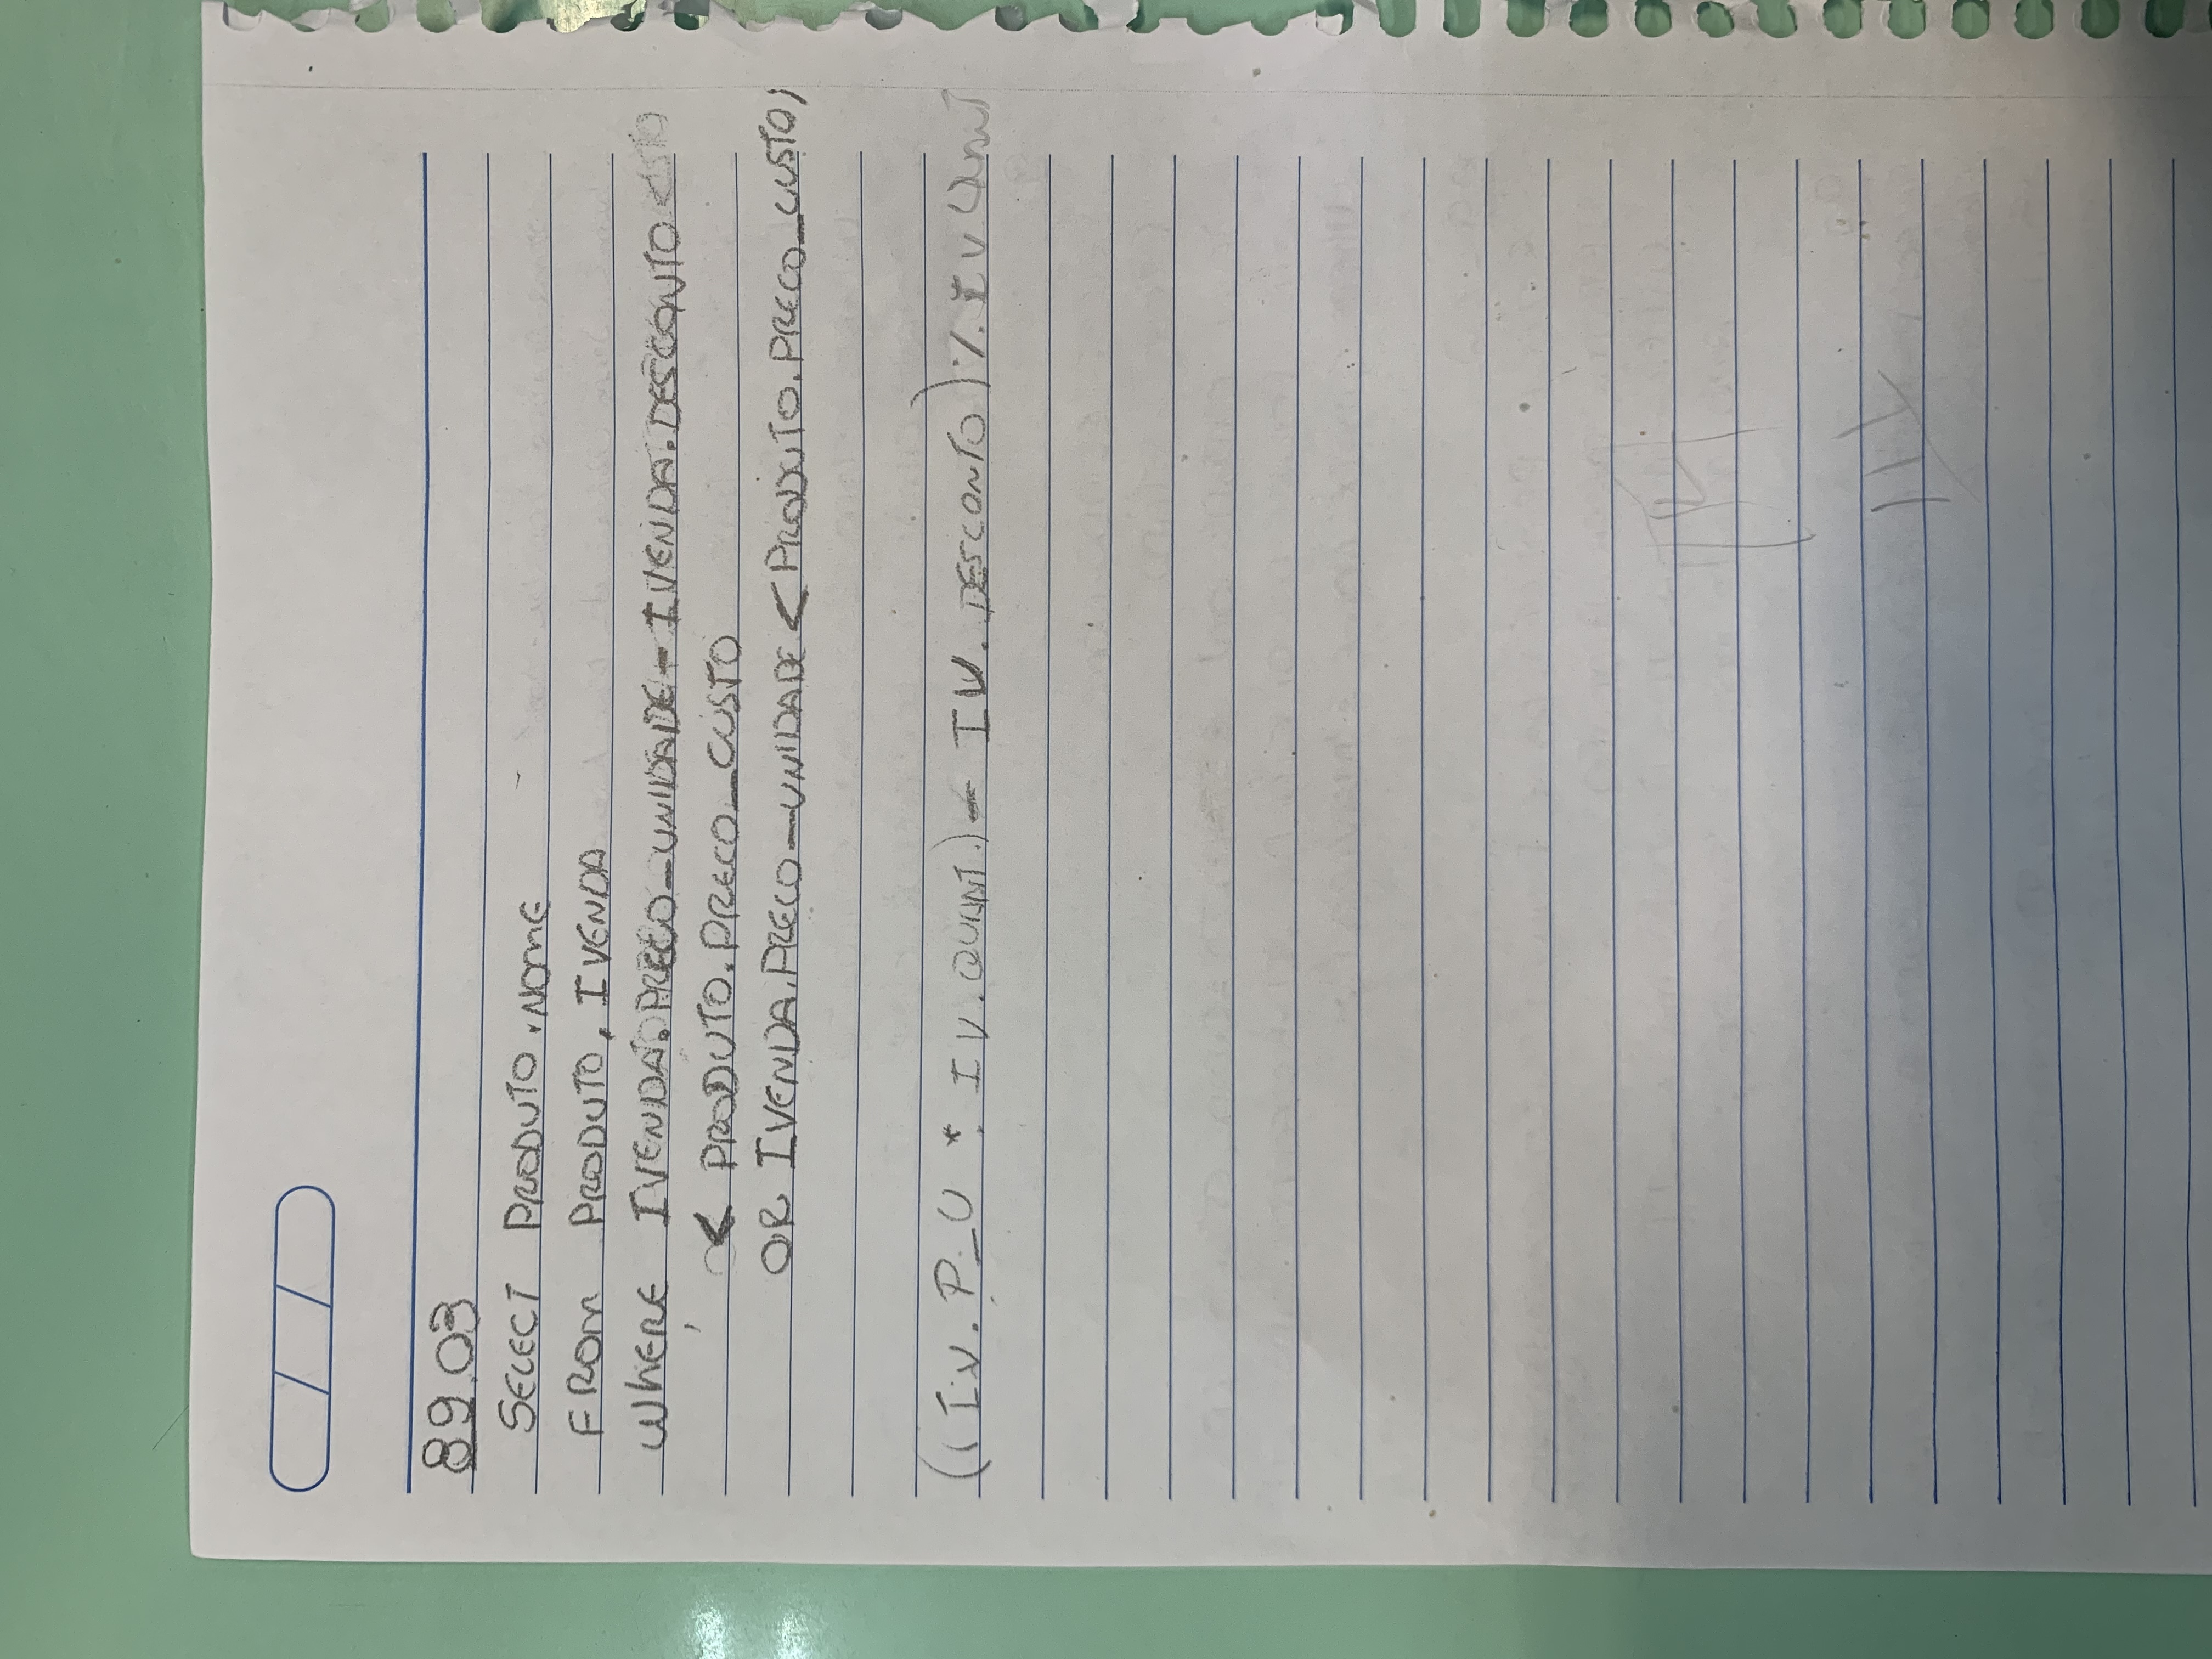 89.03
SELECT PRODUTO.NOME
FROM PRODUTO, IVENDA
WHERE IVENDA.PRECO_UNIDADE - IVENDA.DESCONTO <
< PRODUTO.PRECO_CUSTO
OR IVENDA.PRECO_UNIDADE < PRODUTO.PRECO_CUSTO;
((I.V. P_U * IV.QUANT.) - IV. DESCONTO) % IV QUANT